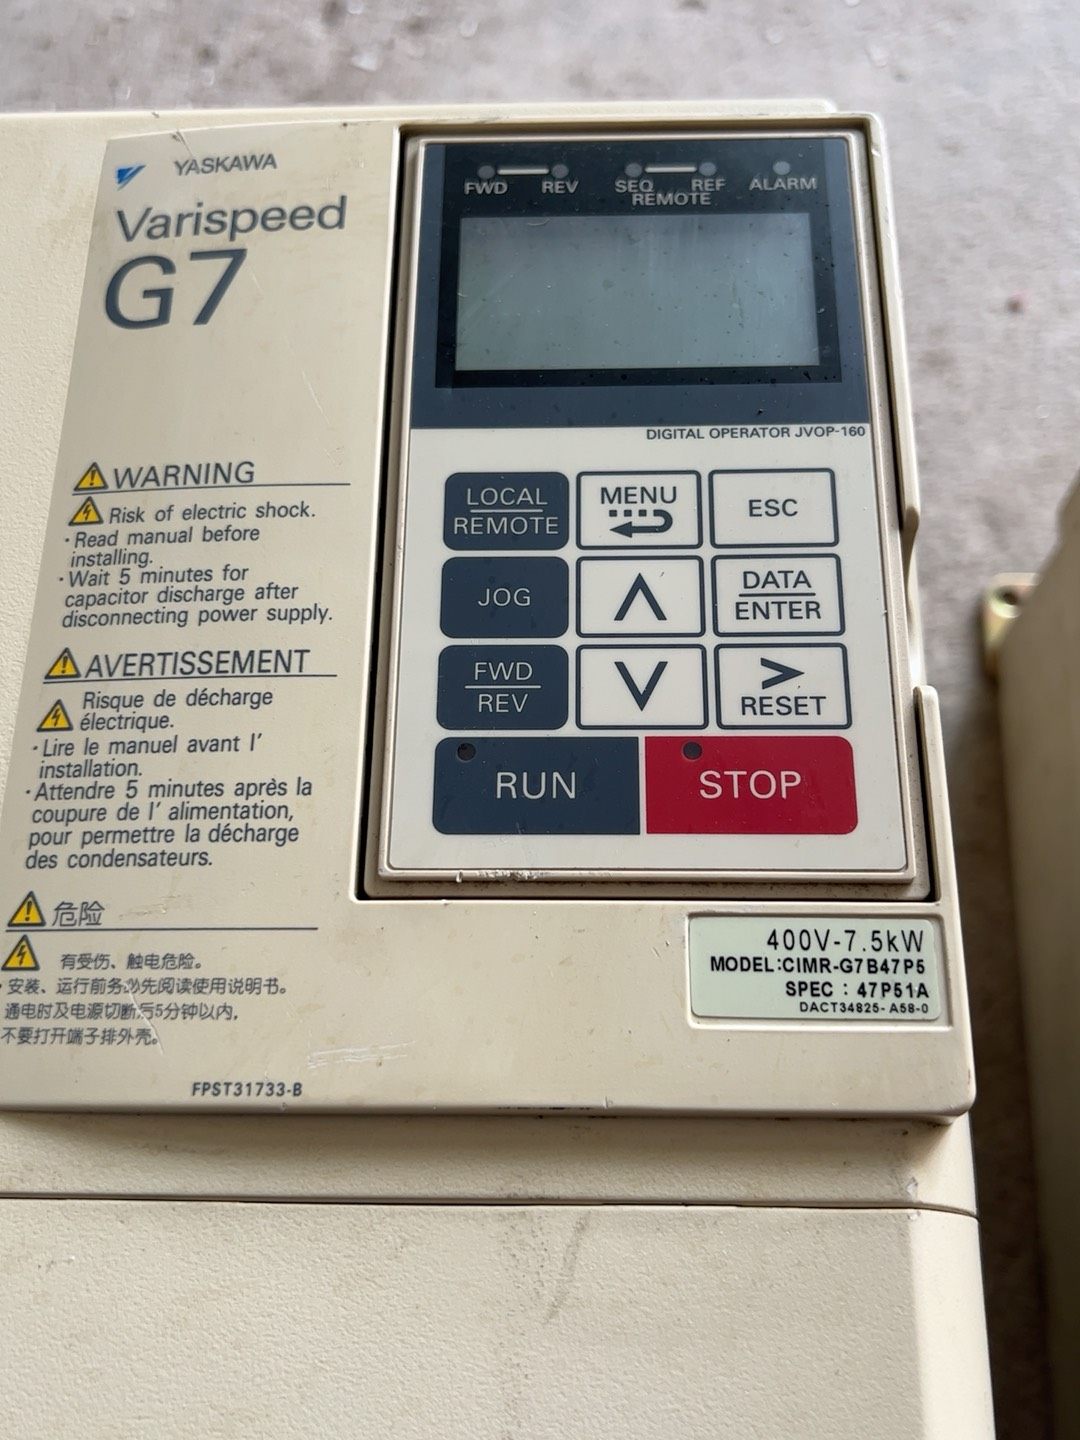 YASKAWA
Varispeed
G7
WARNING
Risk of electric shock.
・Read manual before
installing.
・Wait 5 minutes for
capacitor discharge after
disconnecting power supply.
AVERTISSEMENT
Risque de décharge
électrique.
・Lire le manuel avant l'
installation.
・Attendre 5 minutes après la
coupure de l' alimentation,
pour permettre la décharge
des condensateurs.
危险
有受伤、触电危险。
・安装、运行前务必先阅读使用说明书。
通电时及电源切断后5分钟以内,
不要打开端子排外壳。
FPST31733-B
FWD REV SEQ REF ALARM
REMOTE
DIGITAL OPERATOR JVOP-160
LOCAL
REMOTE
MENU
ESC
JOG
DATA
ENTER
FWD
REV
RESET
RUN
STOP
400V-7.5kW
MODEL:CIMR-G7B47P5
SPEC : 47P51A
DACT34825-A58-0